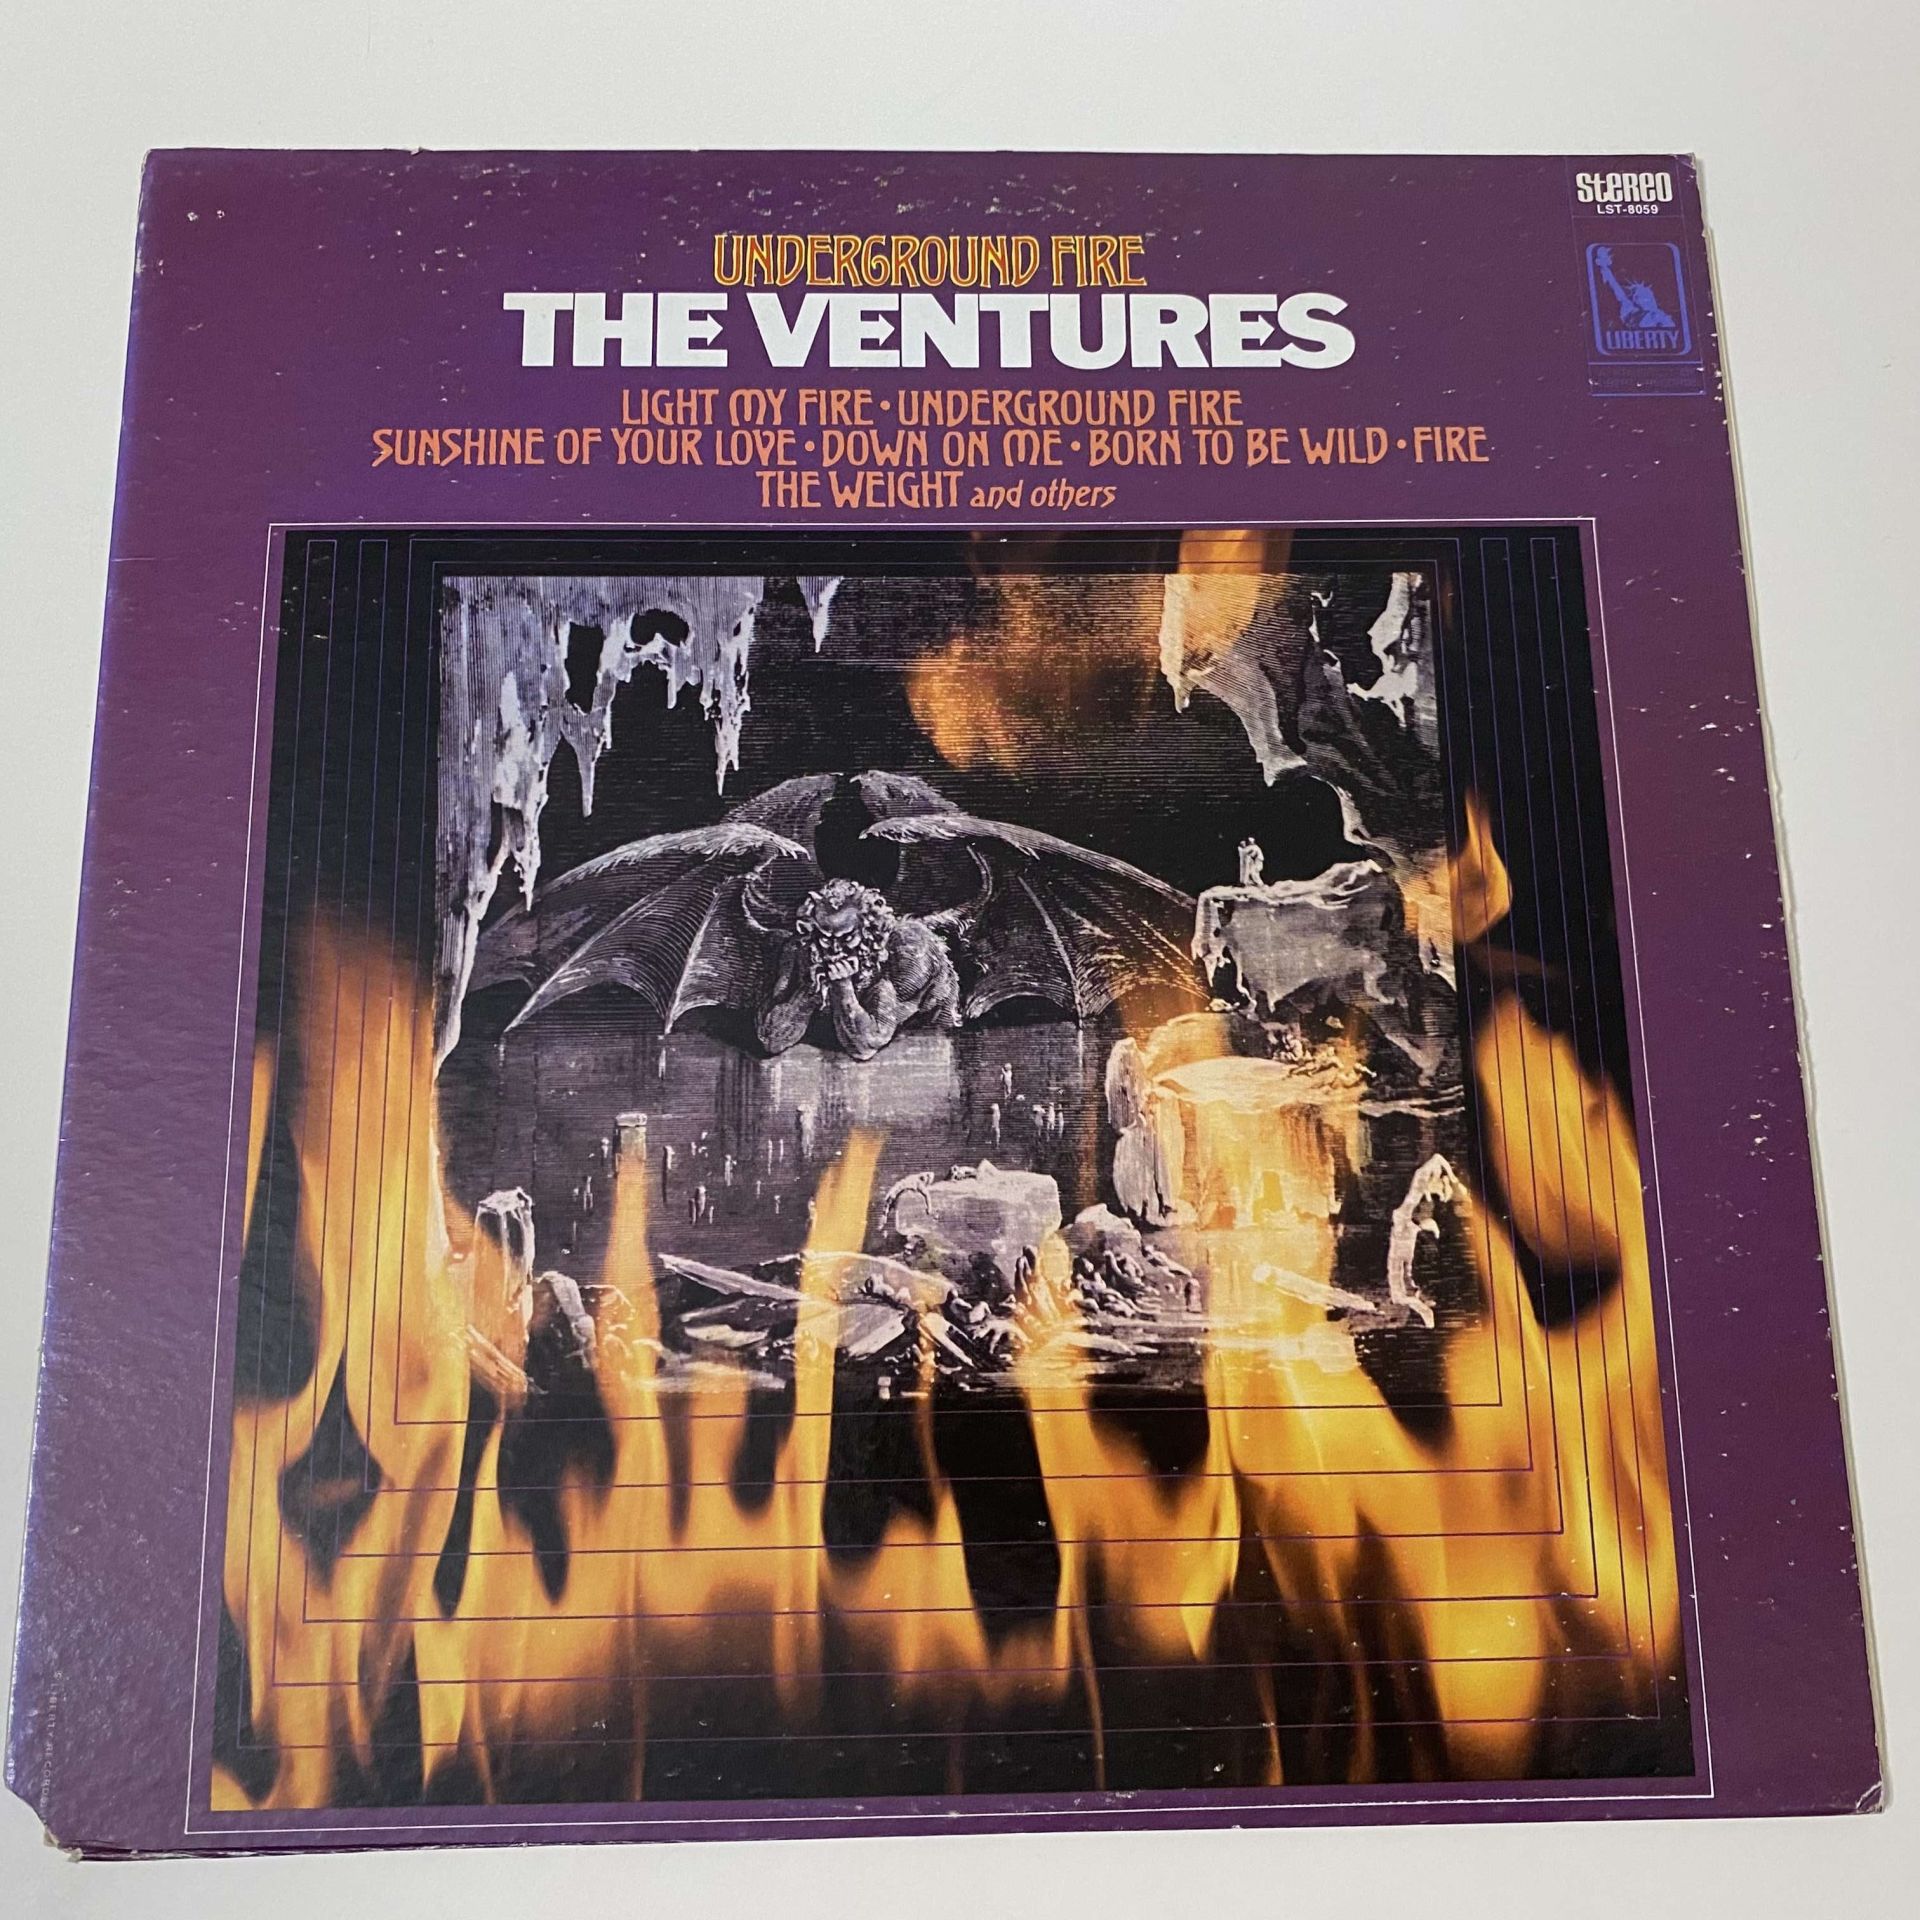 STEREO
LST-8059
LIBERTY
UNDERGROUND FIRE
THE VENTURES
LIGHT MY FIRE • UNDERGROUND FIRE
SUNSHINE OF YOUR LOVE • DOWN ON ME • BORN TO BE WILD • FIRE
THE WEIGHT and others